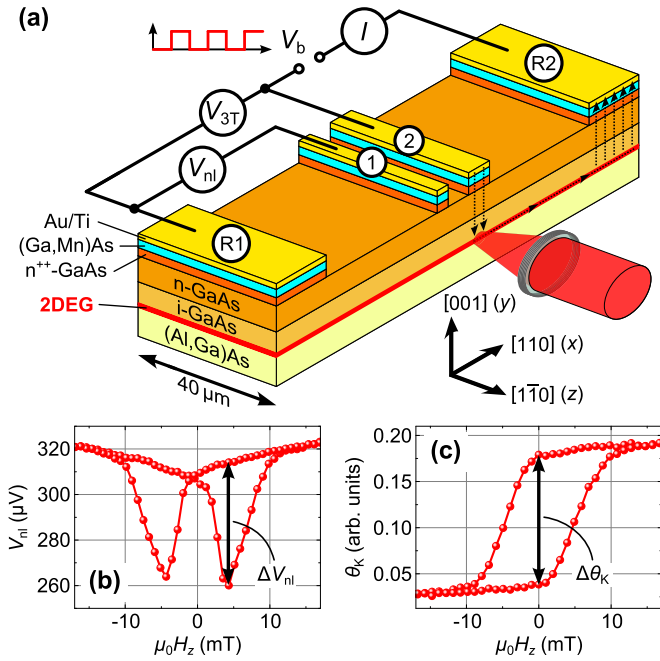 (a)
V_b
I
R2
V_3T
2
V_nl
1
R1
Au/Ti
(Ga,Mn)As
n⁺⁺-GaAs
n-GaAs
2DEG
i-GaAs
(Al,Ga)As
40 µm
[001] (y)
[110] (x)
[11̄0] (z)
320
300
280
260
V_nl (µV)
(b)
ΔV_nl
-10 0 10
µ₀H_z (mT)
(c)
0.20
0.15
0.10
0.05
θ_K (arb. units)
Δθ_K
-10 0 10
µ₀H_z (mT)